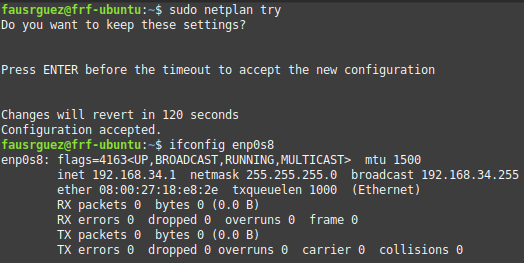 fausrguez@frf-ubuntu:~$ sudo netplan try
Do you want to keep these settings?
Press ENTER before the timeout to accept the new configuration
Changes will revert in 120 seconds
Configuration accepted.
fausrguez@frf-ubuntu:~$ ifconfig enp0s8
enp0s8: flags=4163<UP,BROADCAST,RUNNING,MULTICAST>  mtu 1500
        inet 192.168.34.1  netmask 255.255.255.0  broadcast 192.168.34.255
        ether 08:00:27:18:e8:2e  txqueuelen 1000  (Ethernet)
        RX packets 0  bytes 0 (0.0 B)
        RX errors 0  dropped 0  overruns 0  frame 0
        TX packets 0  bytes 0 (0.0 B)
        TX errors 0  dropped 0 overruns 0  carrier 0  collisions 0